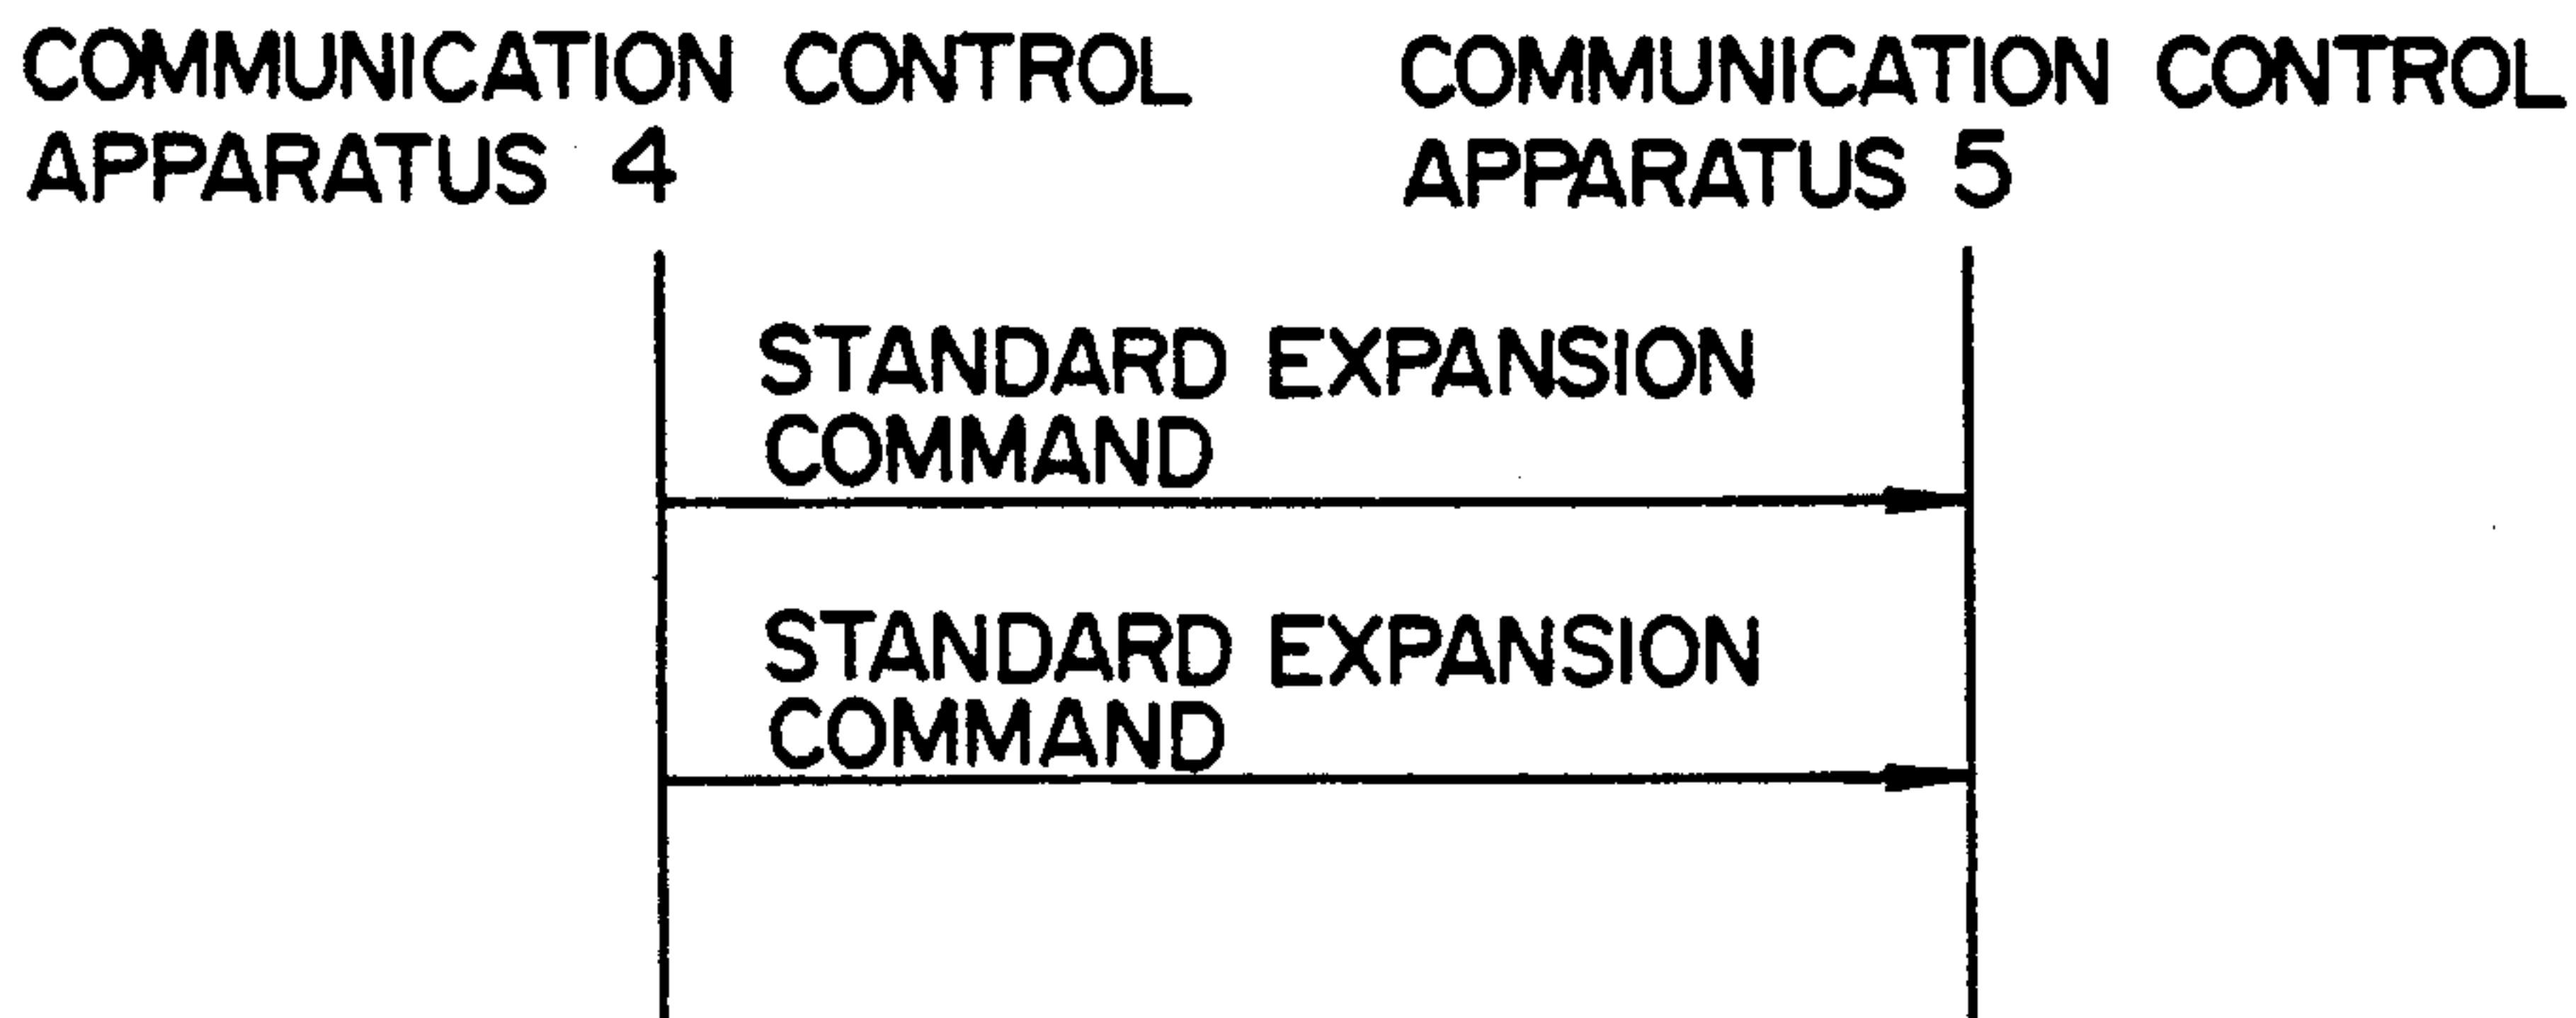 COMMUNICATION CONTROL
APPARATUS 4
COMMUNICATION CONTROL
APPARATUS 5
STANDARD EXPANSION
COMMAND
STANDARD EXPANSION
COMMAND